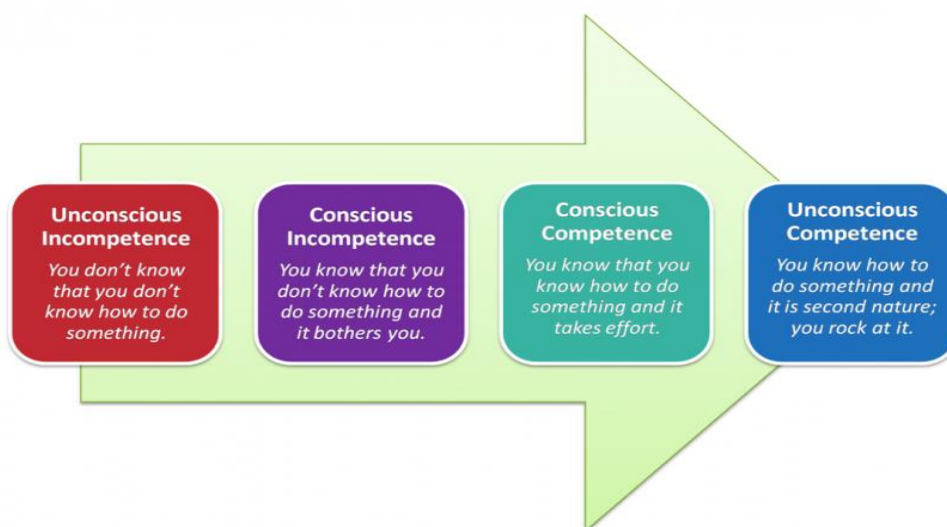 Unconscious
Incompetence
You don’t know
that you don’t
know how to do
something.
Conscious
Incompetence
You know that you
don’t know how to
do something and
it bothers you.
Conscious
Competence
You know that you
know how to do
something and it
takes effort.
Unconscious
Competence
You know how to
do something and
it is second nature;
you rock at it.